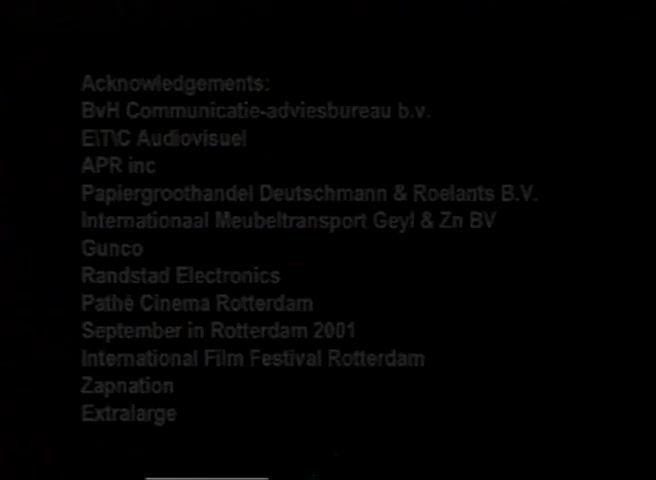 Acknowledgements:
BvH Communicatie-adviesbureau b.v.
E\T\C Audiovisuel
APR inc
Papiergroothandel Deutschmann & Roelants B.V.
Internationaal Meubeltransport Geyl & Zn BV
Gunco
Randstad Electronics
Pathé Cinema Rotterdam
September in Rotterdam 2001
International Film Festival Rotterdam
Zapnation
Extralarge